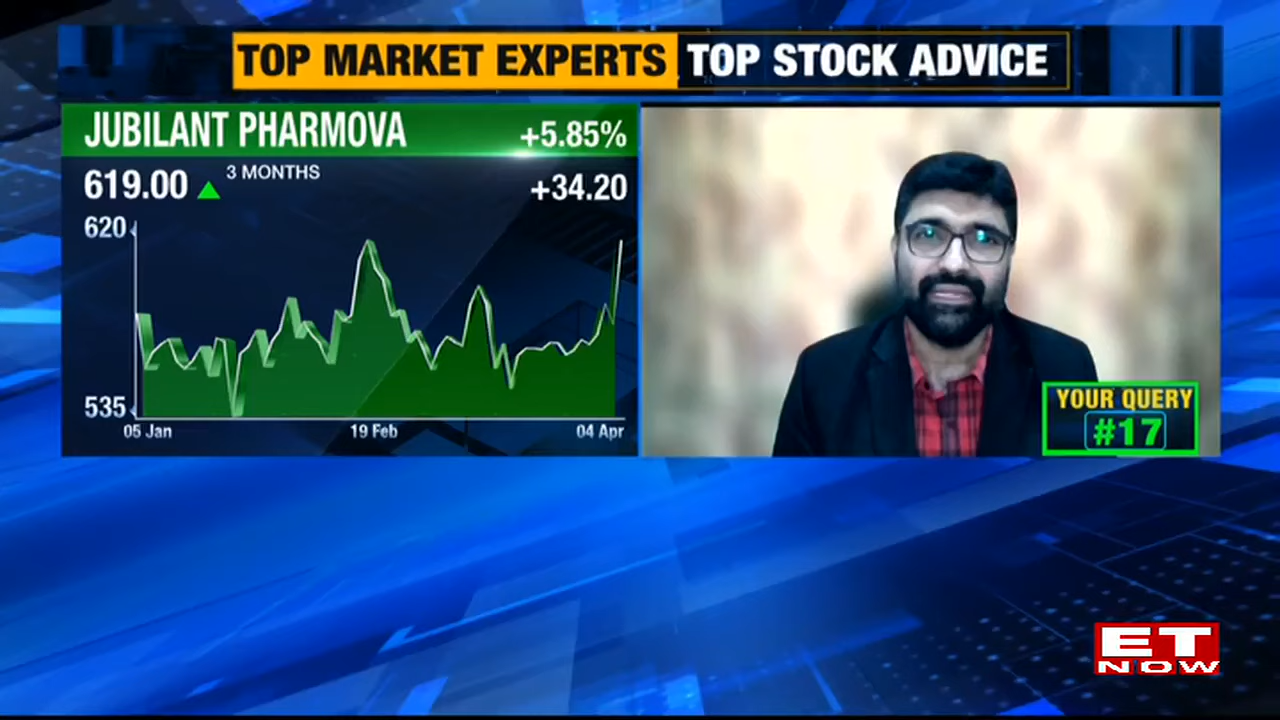 TOP MARKET EXPERTS TOP STOCK ADVICE
JUBILANT PHARMOVA +5.85%
619.00 3 MONTHS +34.20
620
535
05 Jan 19 Feb 04 Apr
YOUR QUERY
#17
ET
NOW